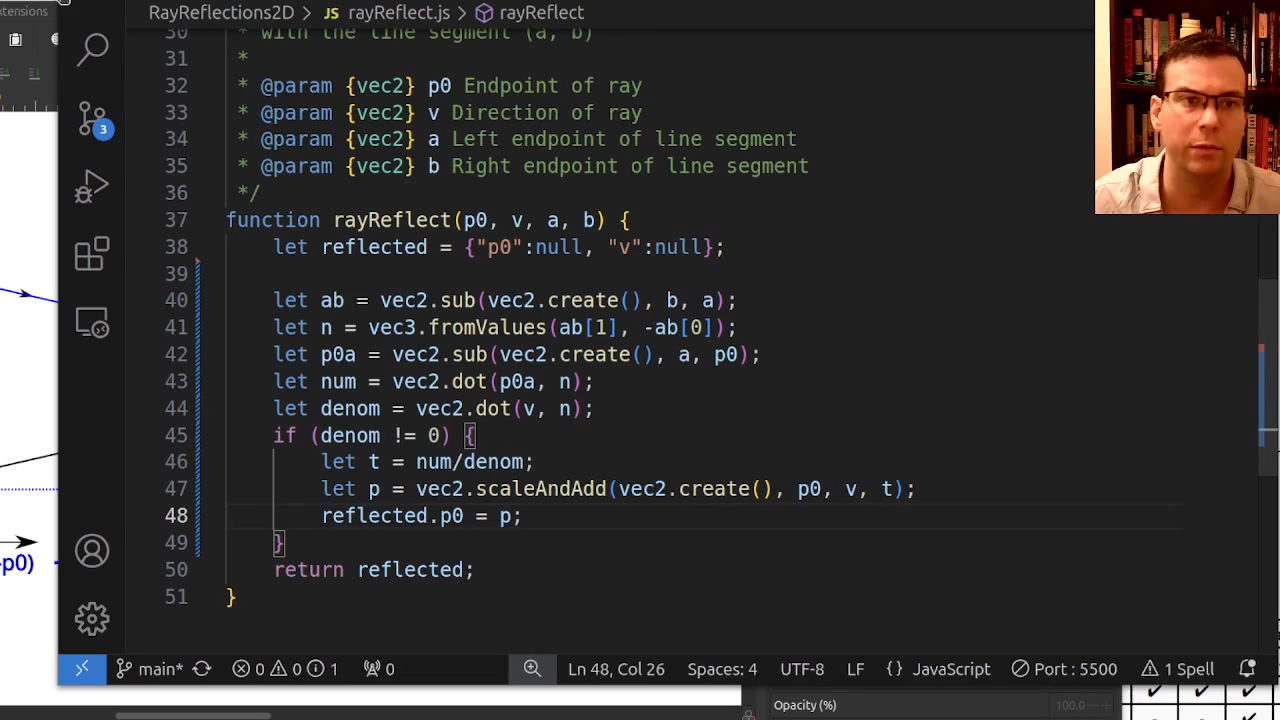 xtensions
RayReflections2D > JS rayReflect.js > rayReflect
30 * with the line segment (a, b)
31 *
32 * @param {vec2} p0 Endpoint of ray
33 * @param {vec2} v Direction of ray
34 * @param {vec2} a Left endpoint of line segment
35 * @param {vec2} b Right endpoint of line segment
36 */
37 function rayReflect(p0, v, a, b) {
38 let reflected = {"p0":null, "v":null};
39
40 let ab = vec2.sub(vec2.create(), b, a);
41 let n = vec3.fromValues(ab[1], -ab[0]);
42 let p0a = vec2.sub(vec2.create(), a, p0);
43 let num = vec2.dot(p0a, n);
44 let denom = vec2.dot(v, n);
45 if (denom != 0) {
46 let t = num/denom;
47 let p = vec2.scaleAndAdd(vec2.create(), p0, v, t);
48 reflected.p0 = p;
49 }
50 return reflected;
51 }
3
-p0)
main* 0 0 1 0 Ln 48, Col 26 Spaces: 4 UTF-8 LF {} JavaScript Port : 5500 1 Spell
Opacity (%) 100.0